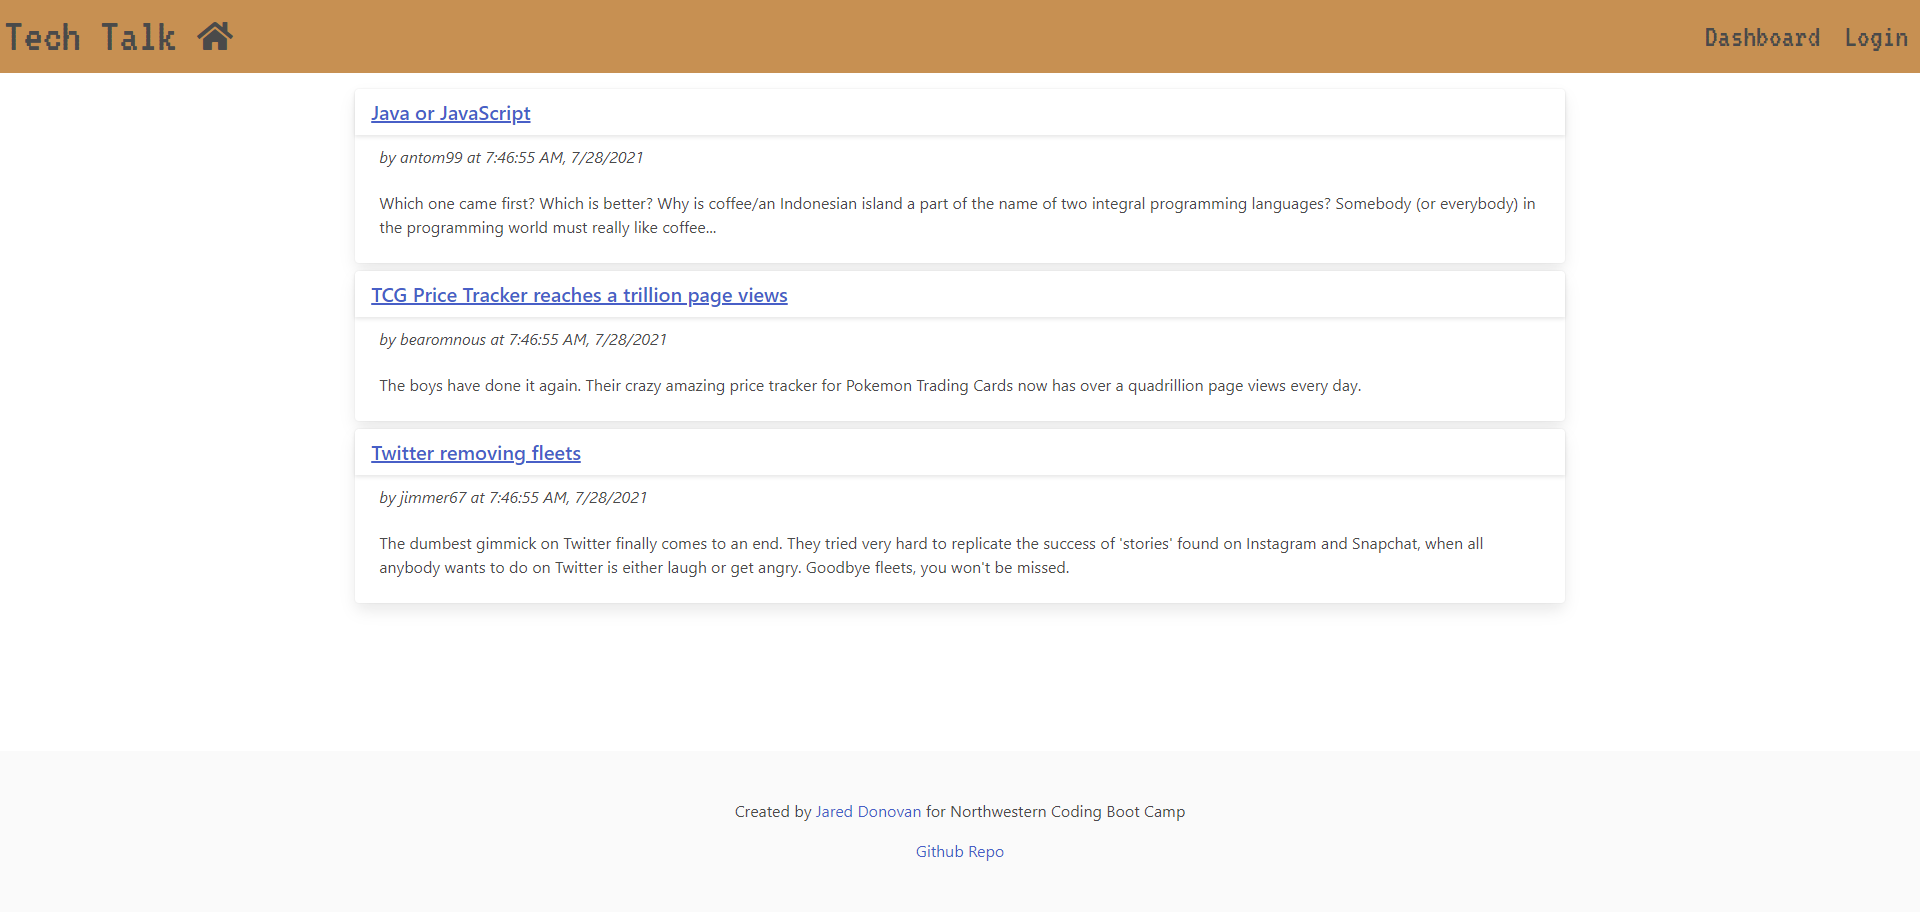 Tech Talk
Dashboard Login
Java or JavaScript
by antom99 at 7:46:55 AM, 7/28/2021
Which one came first? Which is better? Why is coffee/an Indonesian island a part of the name of two integral programming languages? Somebody (or everybody) in
the programming world must really like coffee...
TCG Price Tracker reaches a trillion page views
by bearomnous at 7:46:55 AM, 7/28/2021
The boys have done it again. Their crazy amazing price tracker for Pokemon Trading Cards now has over a quadrillion page views every day.
Twitter removing fleets
by jimmer67 at 7:46:55 AM, 7/28/2021
The dumbest gimmick on Twitter finally comes to an end. They tried very hard to replicate the success of 'stories' found on Instagram and Snapchat, when all
anybody wants to do on Twitter is either laugh or get angry. Goodbye fleets, you won't be missed.
Created by Jared Donovan for Northwestern Coding Boot Camp
Github Repo